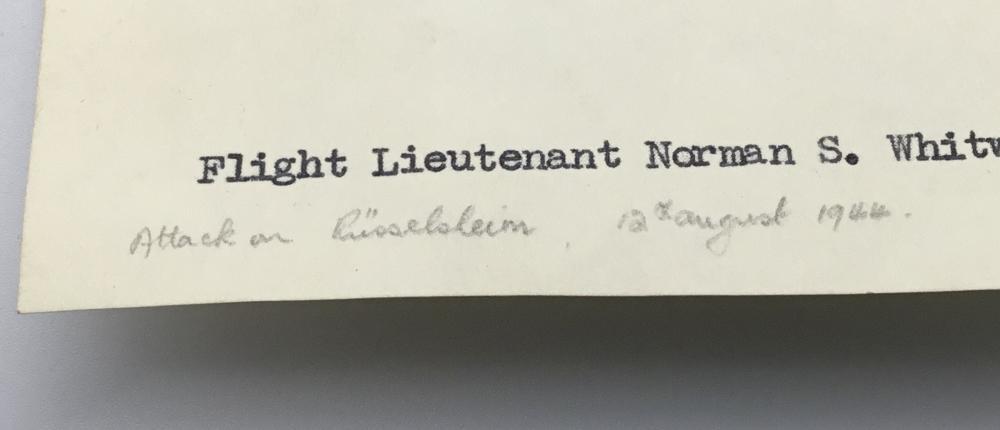 Flight Lieutenant Norman S. Whitw
Attack on Rüsselsheim, 12th august 1944.